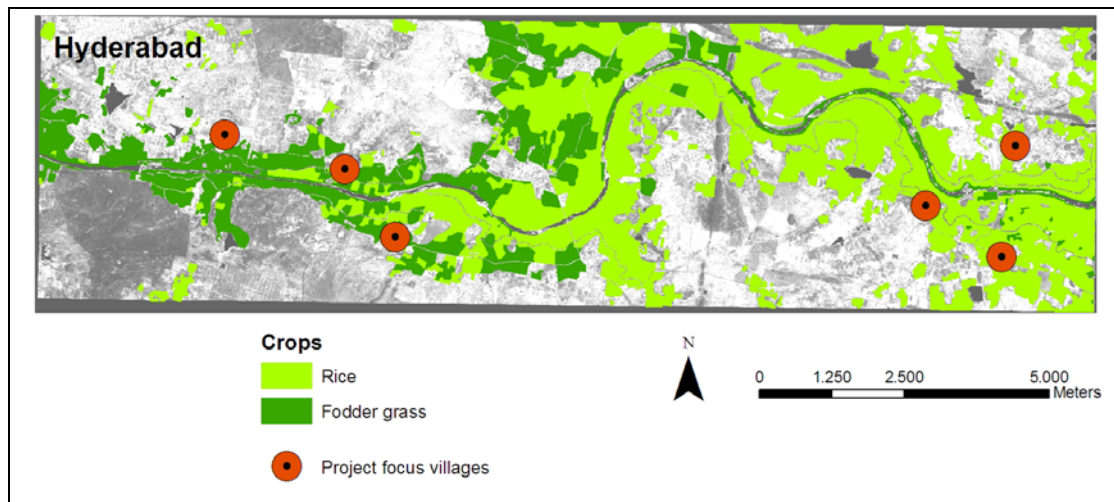 Hyderabad
Crops
Rice
Fodder grass
Project focus villages
N
0 1.250 2.500 5.000
Meters